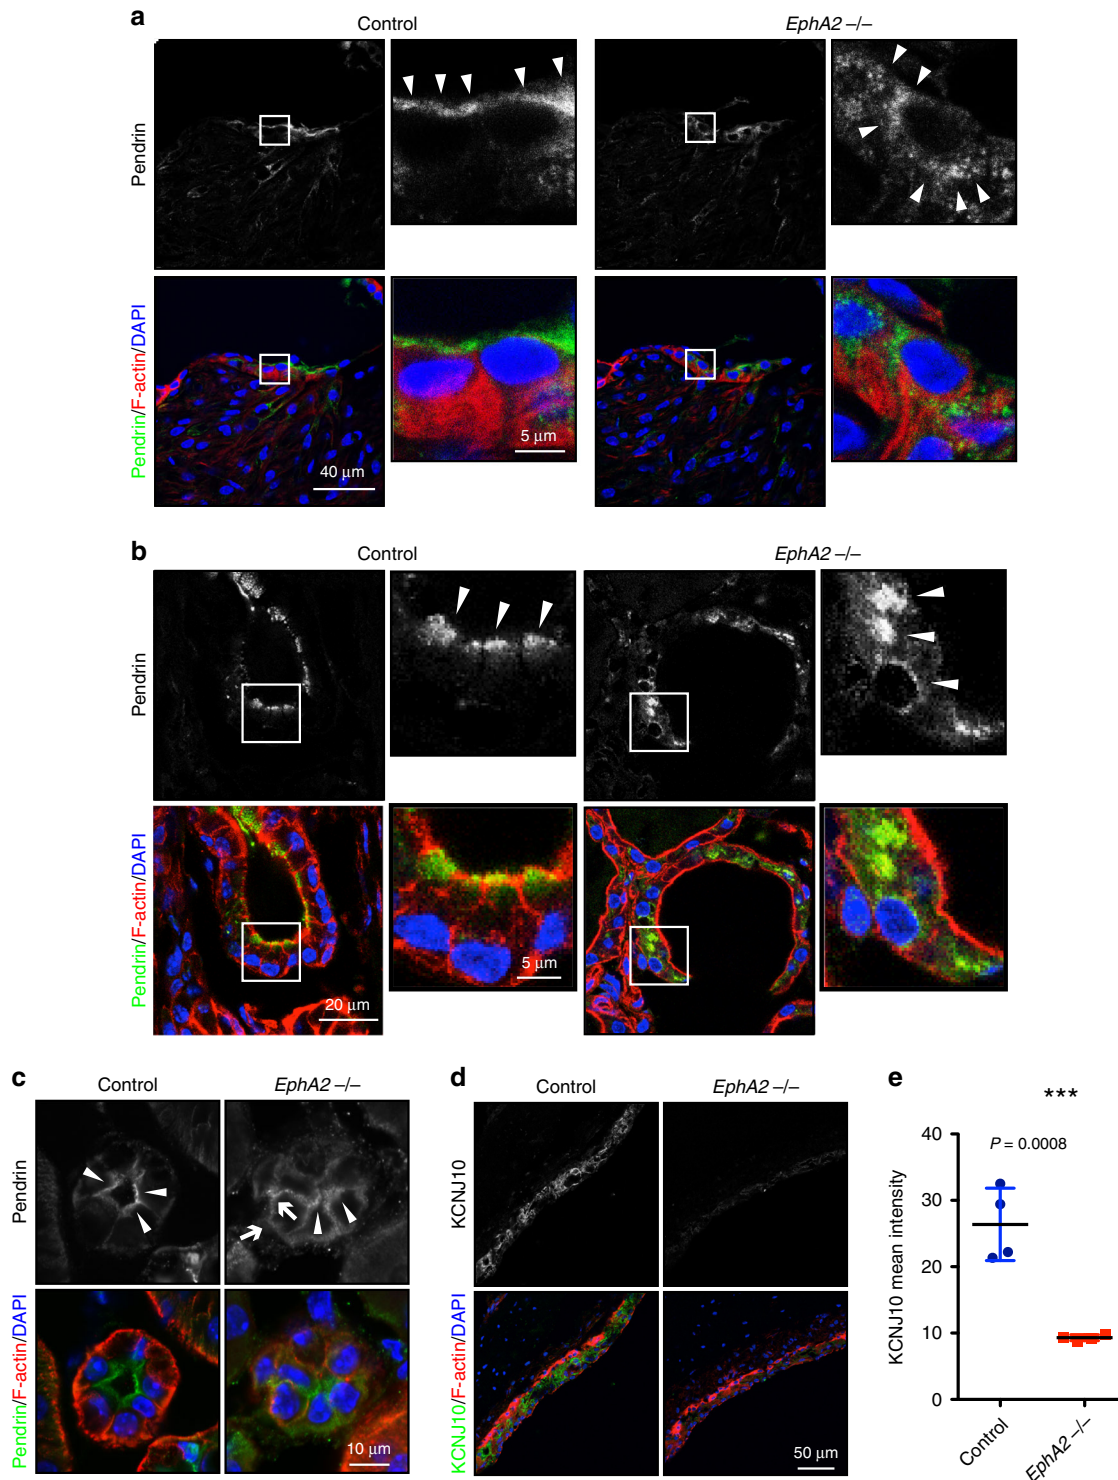 a
Control
EphA2 –/–
Pendrin
Pendrin/F-actin/DAPI
40 µm
5 µm
b
Control
EphA2 –/–
Pendrin
Pendrin/F-actin/DAPI
20 µm
5 µm
c
Control
EphA2 –/–
Pendrin
Pendrin/F-actin/DAPI
10 µm
d
Control
EphA2 –/–
KCNJ10
KCNJ10/F-actin/DAPI
50 µm
e
***
P = 0.0008
KCNJ10 mean intensity
40
30
20
10
0
Control
EphA2 –/–